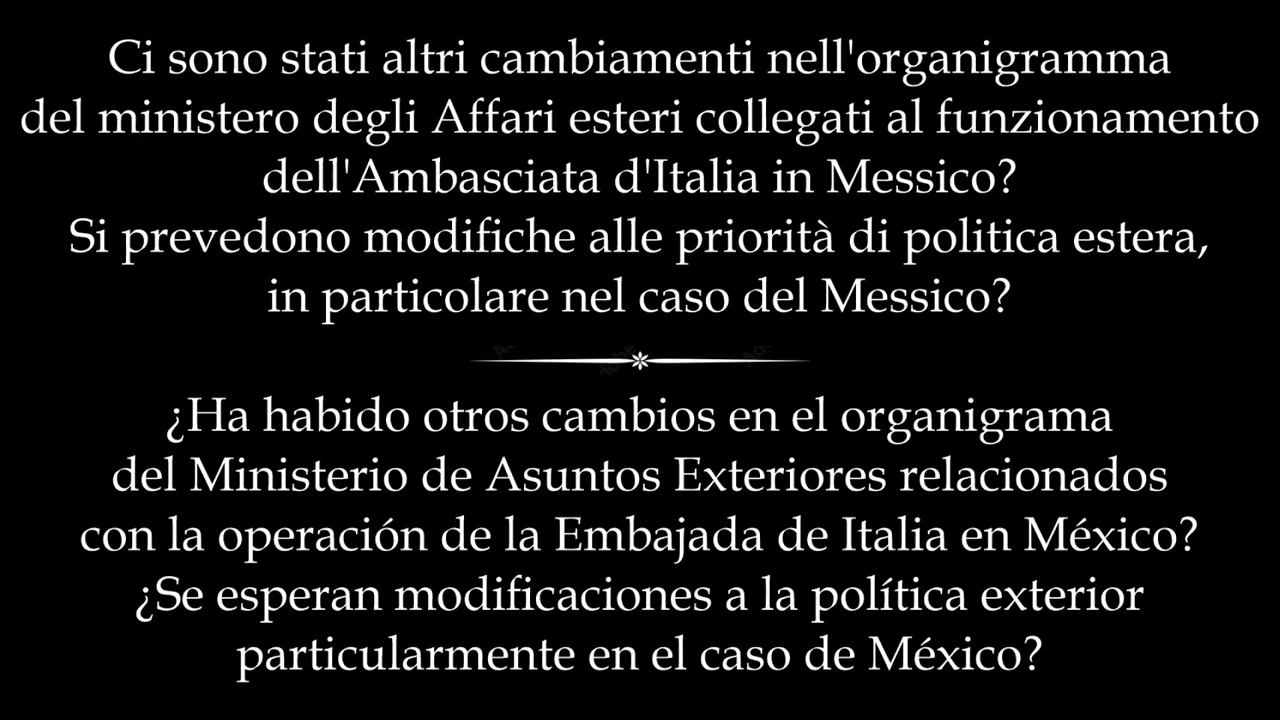 Ci sono stati altri cambiamenti nell'organigramma
del ministero degli Affari esteri collegati al funzionamento
dell'Ambasciata d'Italia in Messico?
Si prevedono modifiche alle priorità di politica estera,
in particolare nel caso del Messico?
¿Ha habido otros cambios en el organigrama
del Ministerio de Asuntos Exteriores relacionados
con la operación de la Embajada de Italia en México?
¿Se esperan modificaciones a la política exterior
particularmente en el caso de México?